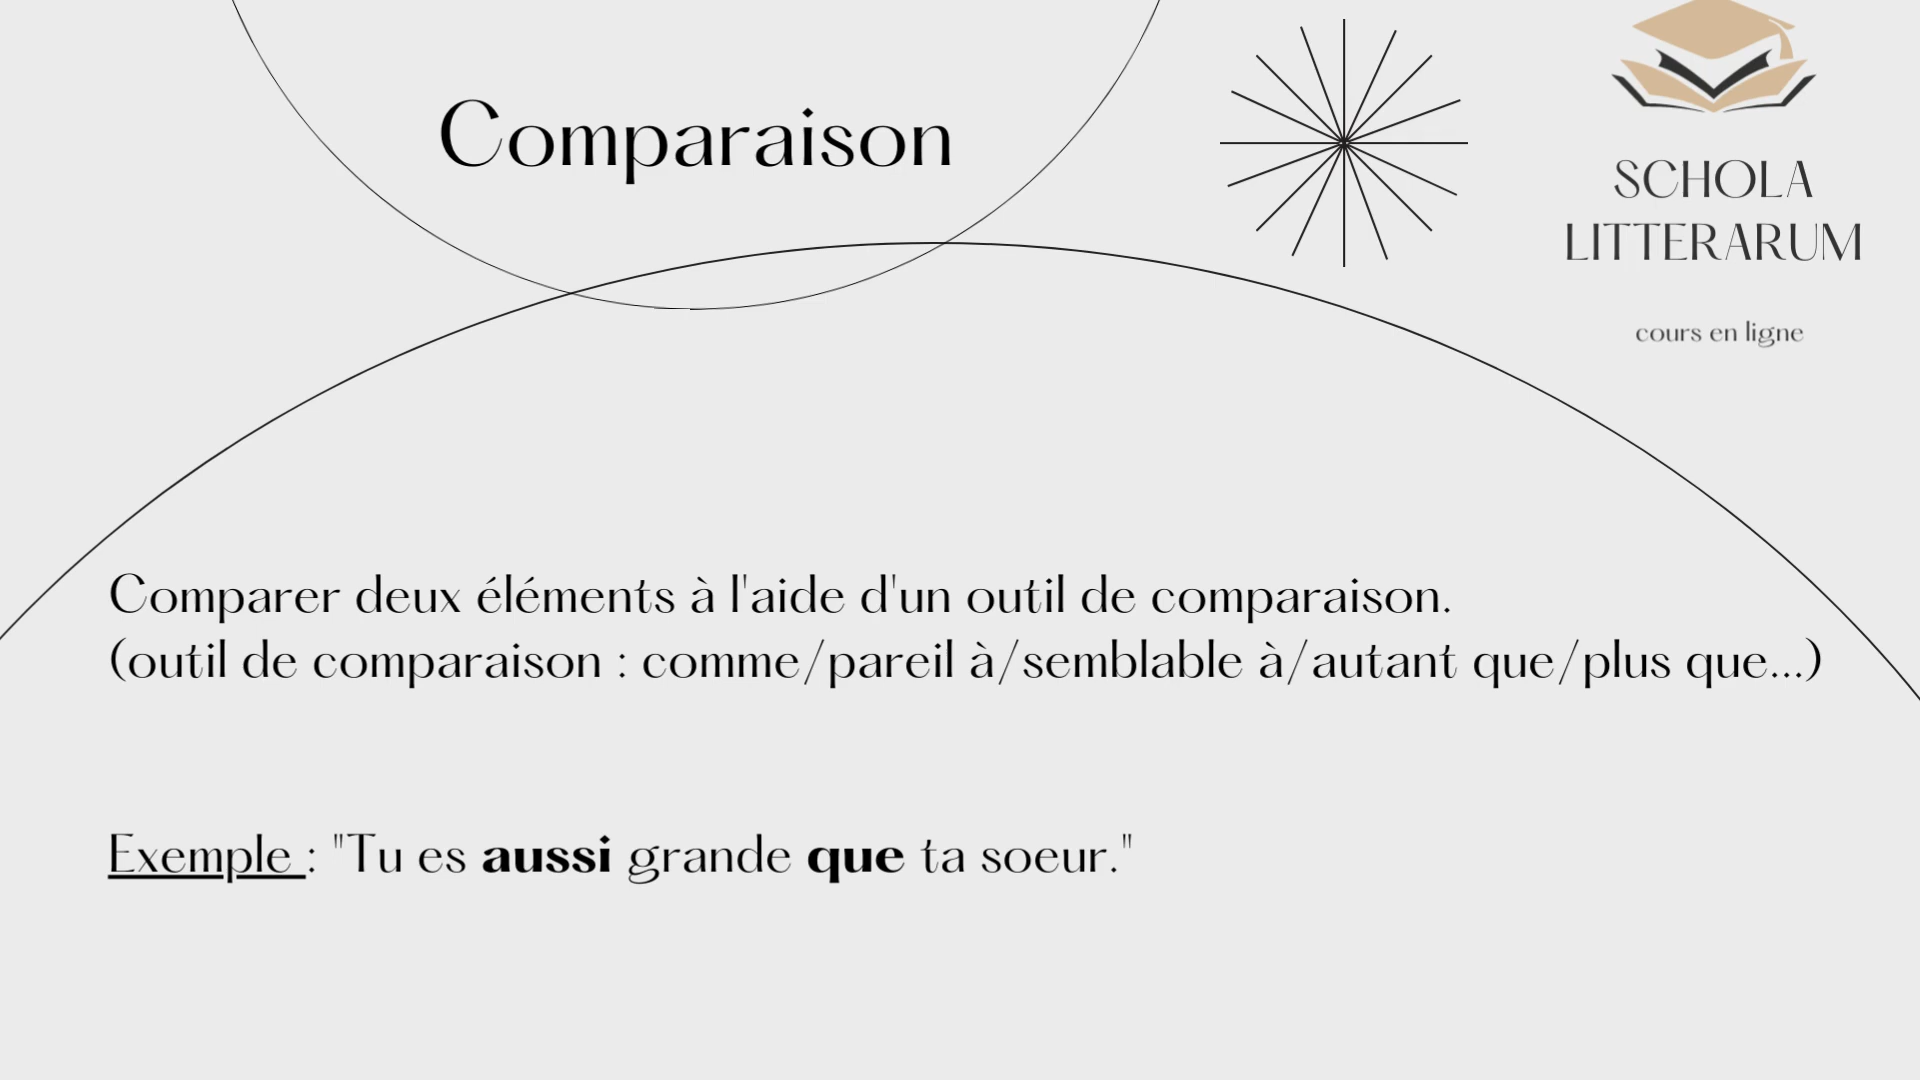 Comparaison
SCHOLA
LITTERARUM
cours en ligne
Comparer deux éléments à l'aide d'un outil de comparaison.
(outil de comparaison : comme/pareil à/semblable à/autant que/plus que...)
Exemple : "Tu es aussi grande que ta soeur."